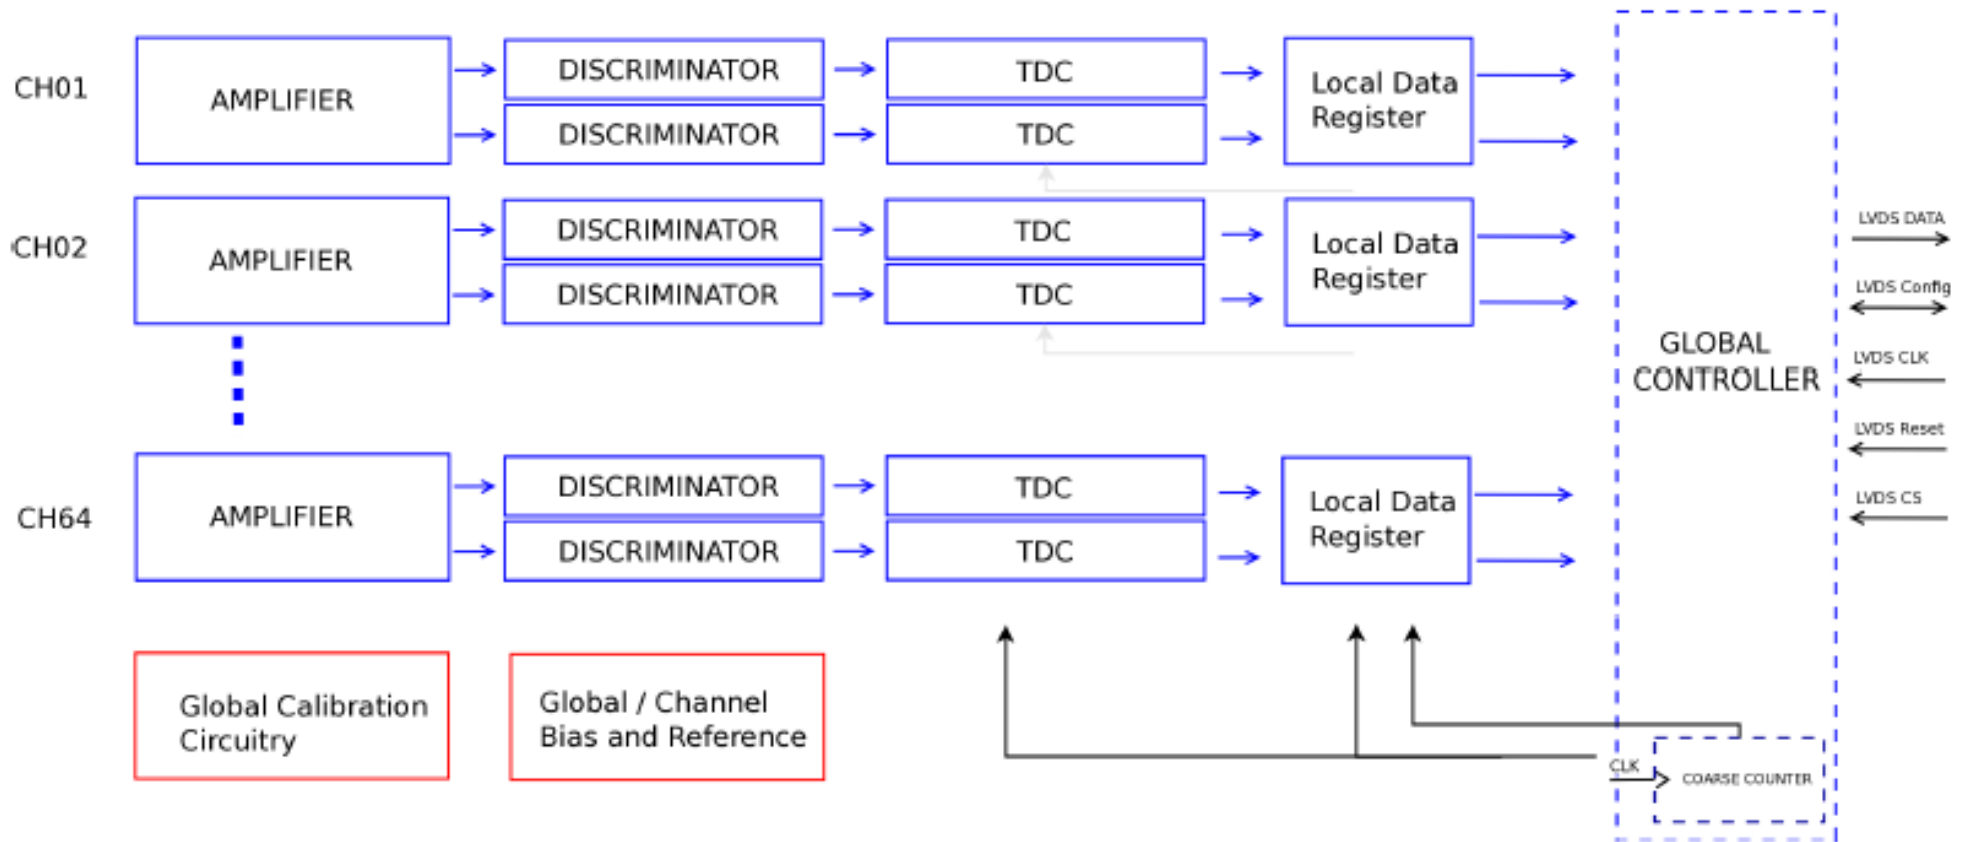 CH01
AMPLIFIER
DISCRIMINATOR
DISCRIMINATOR
TDC
TDC
Local Data
Register
CH02
AMPLIFIER
DISCRIMINATOR
DISCRIMINATOR
TDC
TDC
Local Data
Register
CH64
AMPLIFIER
DISCRIMINATOR
DISCRIMINATOR
TDC
TDC
Local Data
Register
GLOBAL
CONTROLLER
LVDS DATA
LVDS Config
LVDS CLK
LVDS Reset
LVDS CS
Global Calibration
Circuitry
Global / Channel
Bias and Reference
CLK
COARSE COUNTER